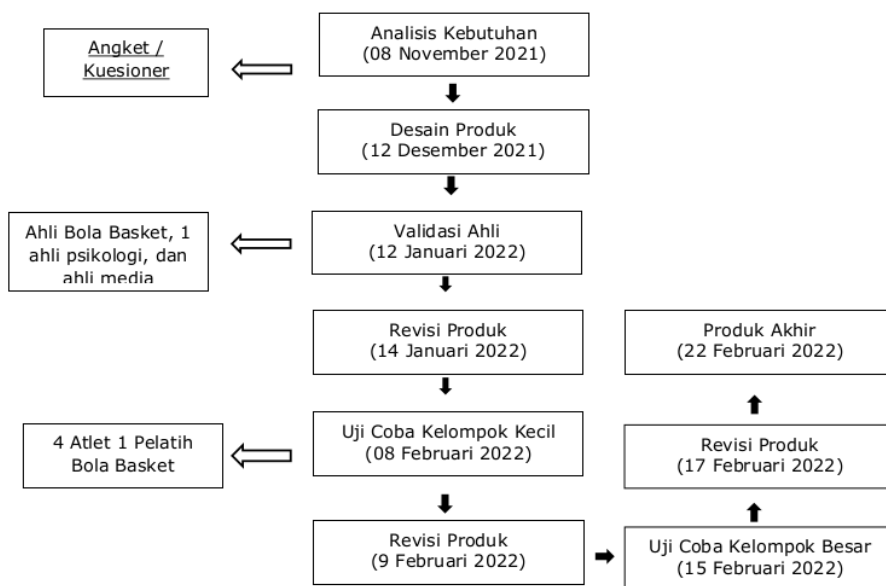 Analisis Kebutuhan
(08 November 2021)
Angket /
Kuesioner
Desain Produk
(12 Desember 2021)
Validasi Ahli
(12 Januari 2022)
Ahli Bola Basket, 1
ahli psikologi, dan
ahli media
Revisi Produk
(14 Januari 2022)
Uji Coba Kelompok Kecil
(08 Februari 2022)
4 Atlet 1 Pelatih
Bola Basket
Revisi Produk
(9 Februari 2022)
Uji Coba Kelompok Besar
(15 Februari 2022)
Revisi Produk
(17 Februari 2022)
Produk Akhir
(22 Februari 2022)